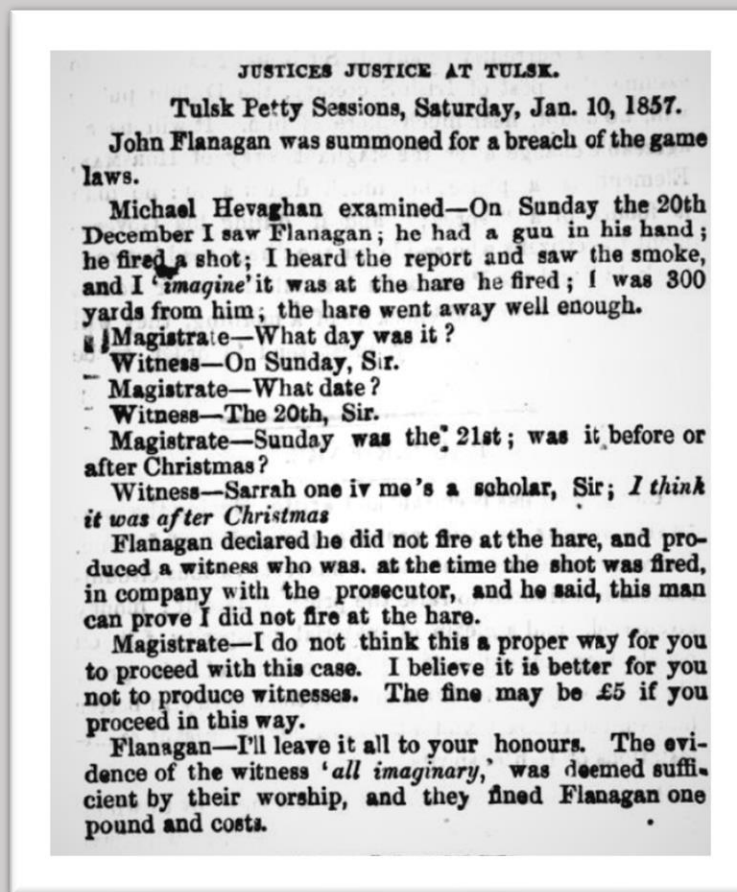 JUSTICES JUSTICE AT TULSK.
Tulsk Petty Sessions, Saturday, Jan. 10, 1857.
John Flanagan was summoned for a breach of the game
laws.
Michael Hevaghan examined—On Sunday the 20th
December I saw Flanagan; he had a gun in his hand;
he fired a shot; I heard the report and saw the smoke,
and I 'imagine' it was at the hare he fired; I was 300
yards from him; the hare went away well enough.
Magistrate—What day was it?
Witness—On Sunday, Sir.
Magistrate—What date?
Witness—The 20th, Sir.
Magistrate—Sunday was the 21st; was it before or
after Christmas?
Witness—Sarrah one iv me's a scholar, Sir; I think
it was after Christmas
Flanagan declared he did not fire at the hare, and pro-
duced a witness who was. at the time the shot was fired,
in company with the prosecutor, and he said, this man
can prove I did not fire at the hare.
Magistrate—I do not think this a proper way for you
to proceed with this case. I believe it is better for you
not to produce witnesses. The fine may be £5 if you
proceed in this way.
Flanagan—I'll leave it all to your honours. The evi-
dence of the witness 'all imaginary,' was deemed suffi-
cient by their worship, and they fined Flanagan one
pound and costs.